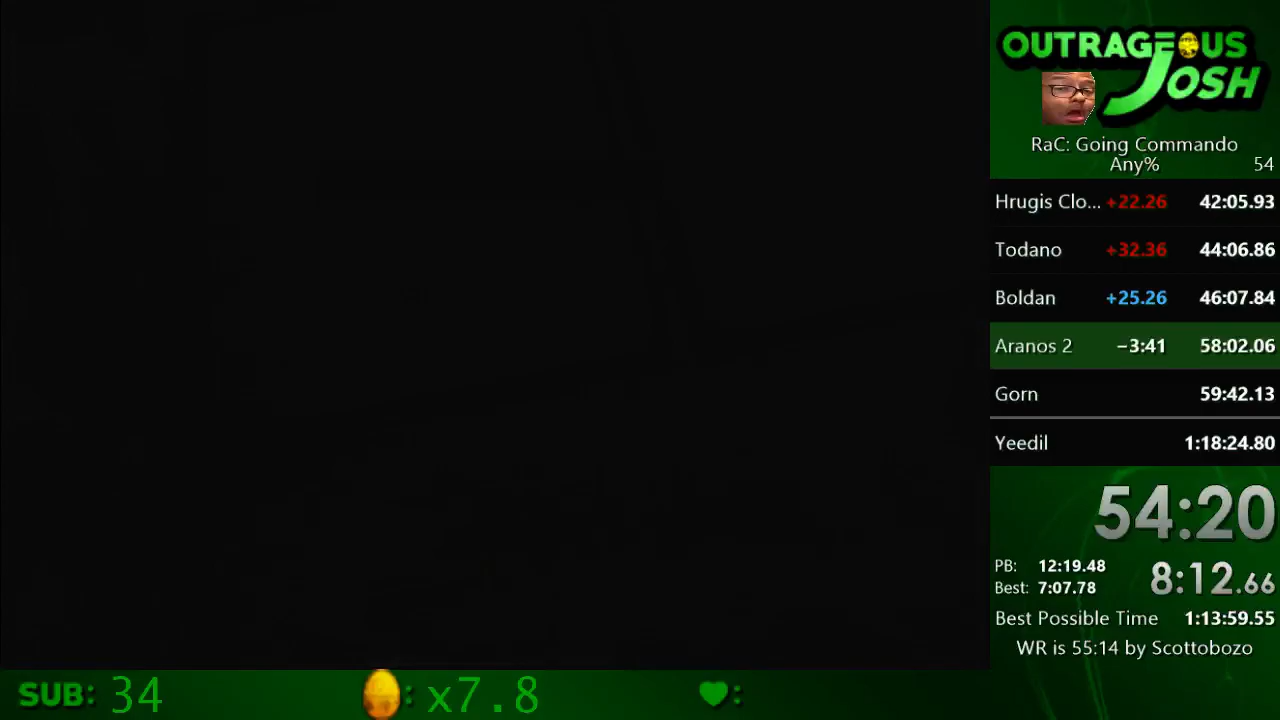 OUTRAGEOUS
JOSH
RaC: Going Commando
Any% 54
Hrugis Clo... +22.26 42:05.93
Todano +32.36 44:06.86
Boldan +25.26 46:07.84
Aranos 2 −3:41 58:02.06
Gorn 59:42.13
Yeedil 1:18:24.80
54:20
PB: 12:19.48 8:12.66
Best: 7:07.78
Best Possible Time 1:13:59.55
WR is 55:14 by Scottobozo
SUB: 34 : x7.8 :